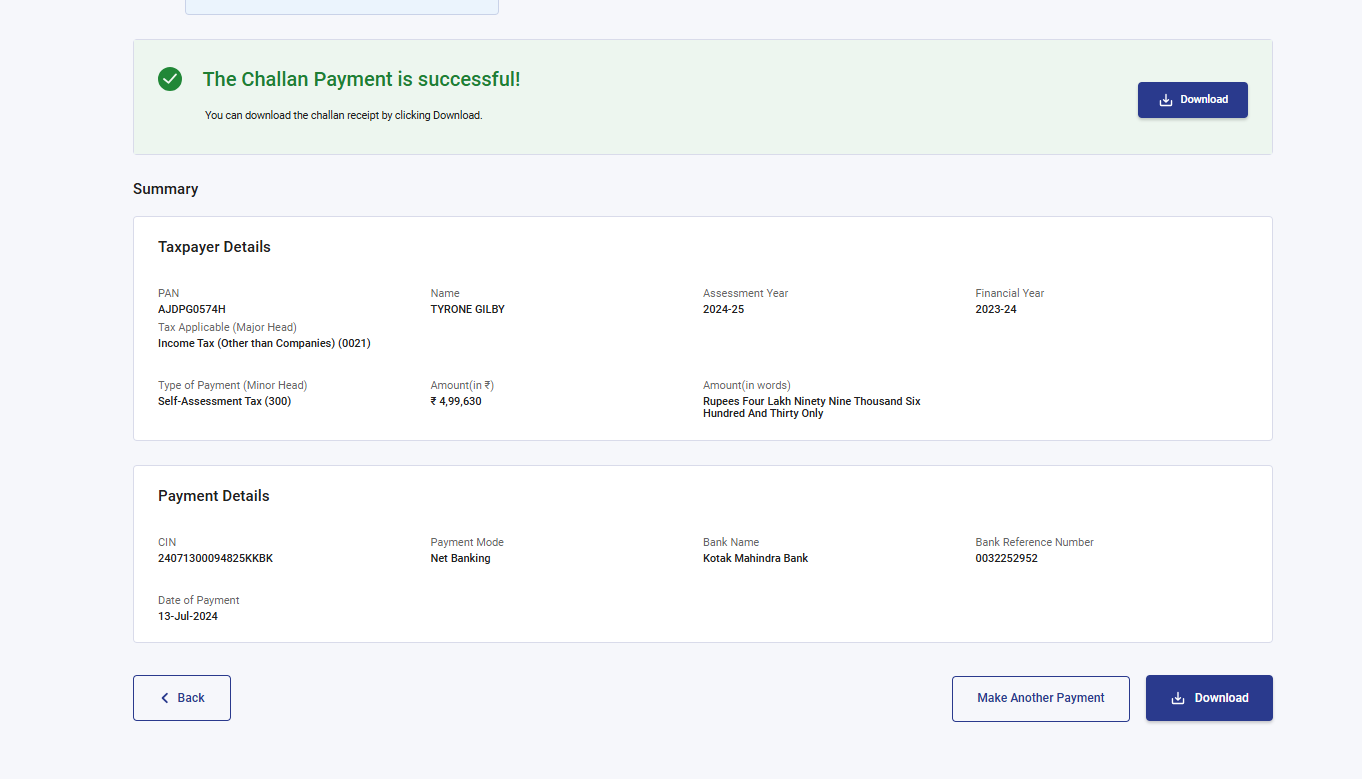 The Challan Payment is successful!
You can download the challan receipt by clicking Download.
Download
Summary
Taxpayer Details
PAN
AJDPG0574H
Name
TYRONE GILBY
Assessment Year
2024-25
Financial Year
2023-24
Tax Applicable (Major Head)
Income Tax (Other than Companies) (0021)
Type of Payment (Minor Head)
Self-Assessment Tax (300)
Amount(in ₹)
₹ 4,99,630
Amount(in words)
Rupees Four Lakh Ninety Nine Thousand Six
Hundred And Thirty Only
Payment Details
CIN
24071300094825KKBK
Payment Mode
Net Banking
Bank Name
Kotak Mahindra Bank
Bank Reference Number
0032252952
Date of Payment
13-Jul-2024
Back
Make Another Payment
Download